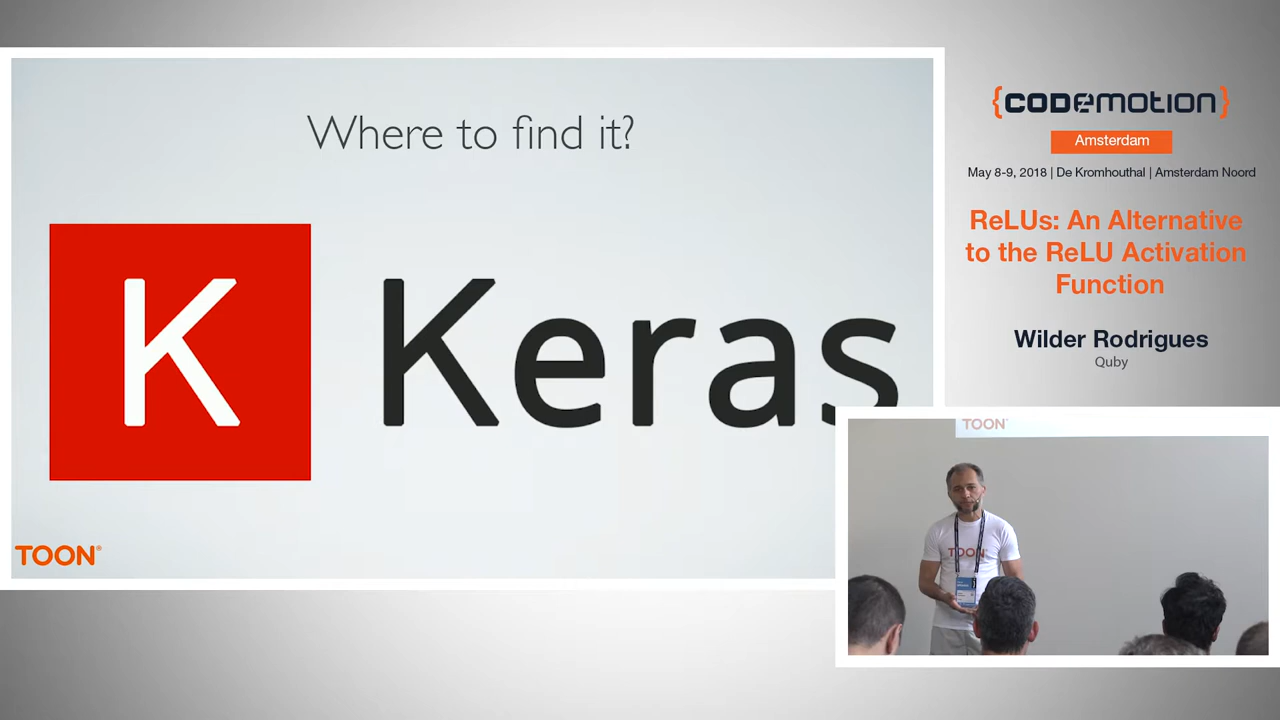 Where to find it?
K Keras
TOON®
{CODEMOTION}
Amsterdam
May 8-9, 2018 | De Kromhouthal | Amsterdam Noord
ReLUs: An Alternative
to the ReLU Activation
Function
Wilder Rodrigues
Quby
TOON®
TOON®